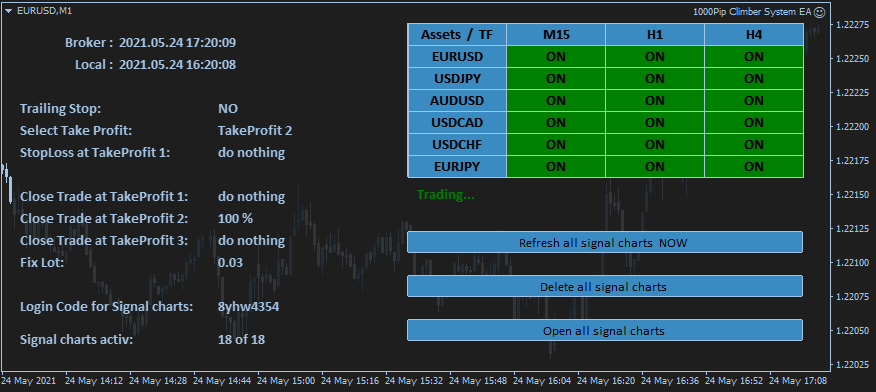 EURUSD,M1
1000Pip Climber System EA
Broker : 2021.05.24 17:20:09
Local : 2021.05.24 16:20:08
Trailing Stop: NO
Select Take Profit: TakeProfit 2
StopLoss at TakeProfit 1: do nothing
Close Trade at TakeProfit 1: do nothing
Close Trade at TakeProfit 2: 100 %
Close Trade at TakeProfit 3: do nothing
Fix Lot: 0.03
Login Code for Signal charts: 8yhw4354
Signal charts activ: 18 of 18
Assets / TF M15 H1 H4
EURUSD ON ON ON
USDJPY ON ON ON
AUDUSD ON ON ON
USDCAD ON ON ON
USDCHF ON ON ON
EURJPY ON ON ON
Trading...
Refresh all signal charts NOW
Delete all signal charts
Open all signal charts
1.22275
1.22250
1.22225
1.22200
1.22175
1.22150
1.22135
1.22110
1.22085
1.22075
1.22050
1.22025
24 May 2021 24 May 14:12 24 May 14:28 24 May 14:44 24 May 15:00 24 May 15:16 24 May 15:32 24 May 15:48 24 May 16:04 24 May 16:20 24 May 16:36 24 May 16:52 24 May 17:08